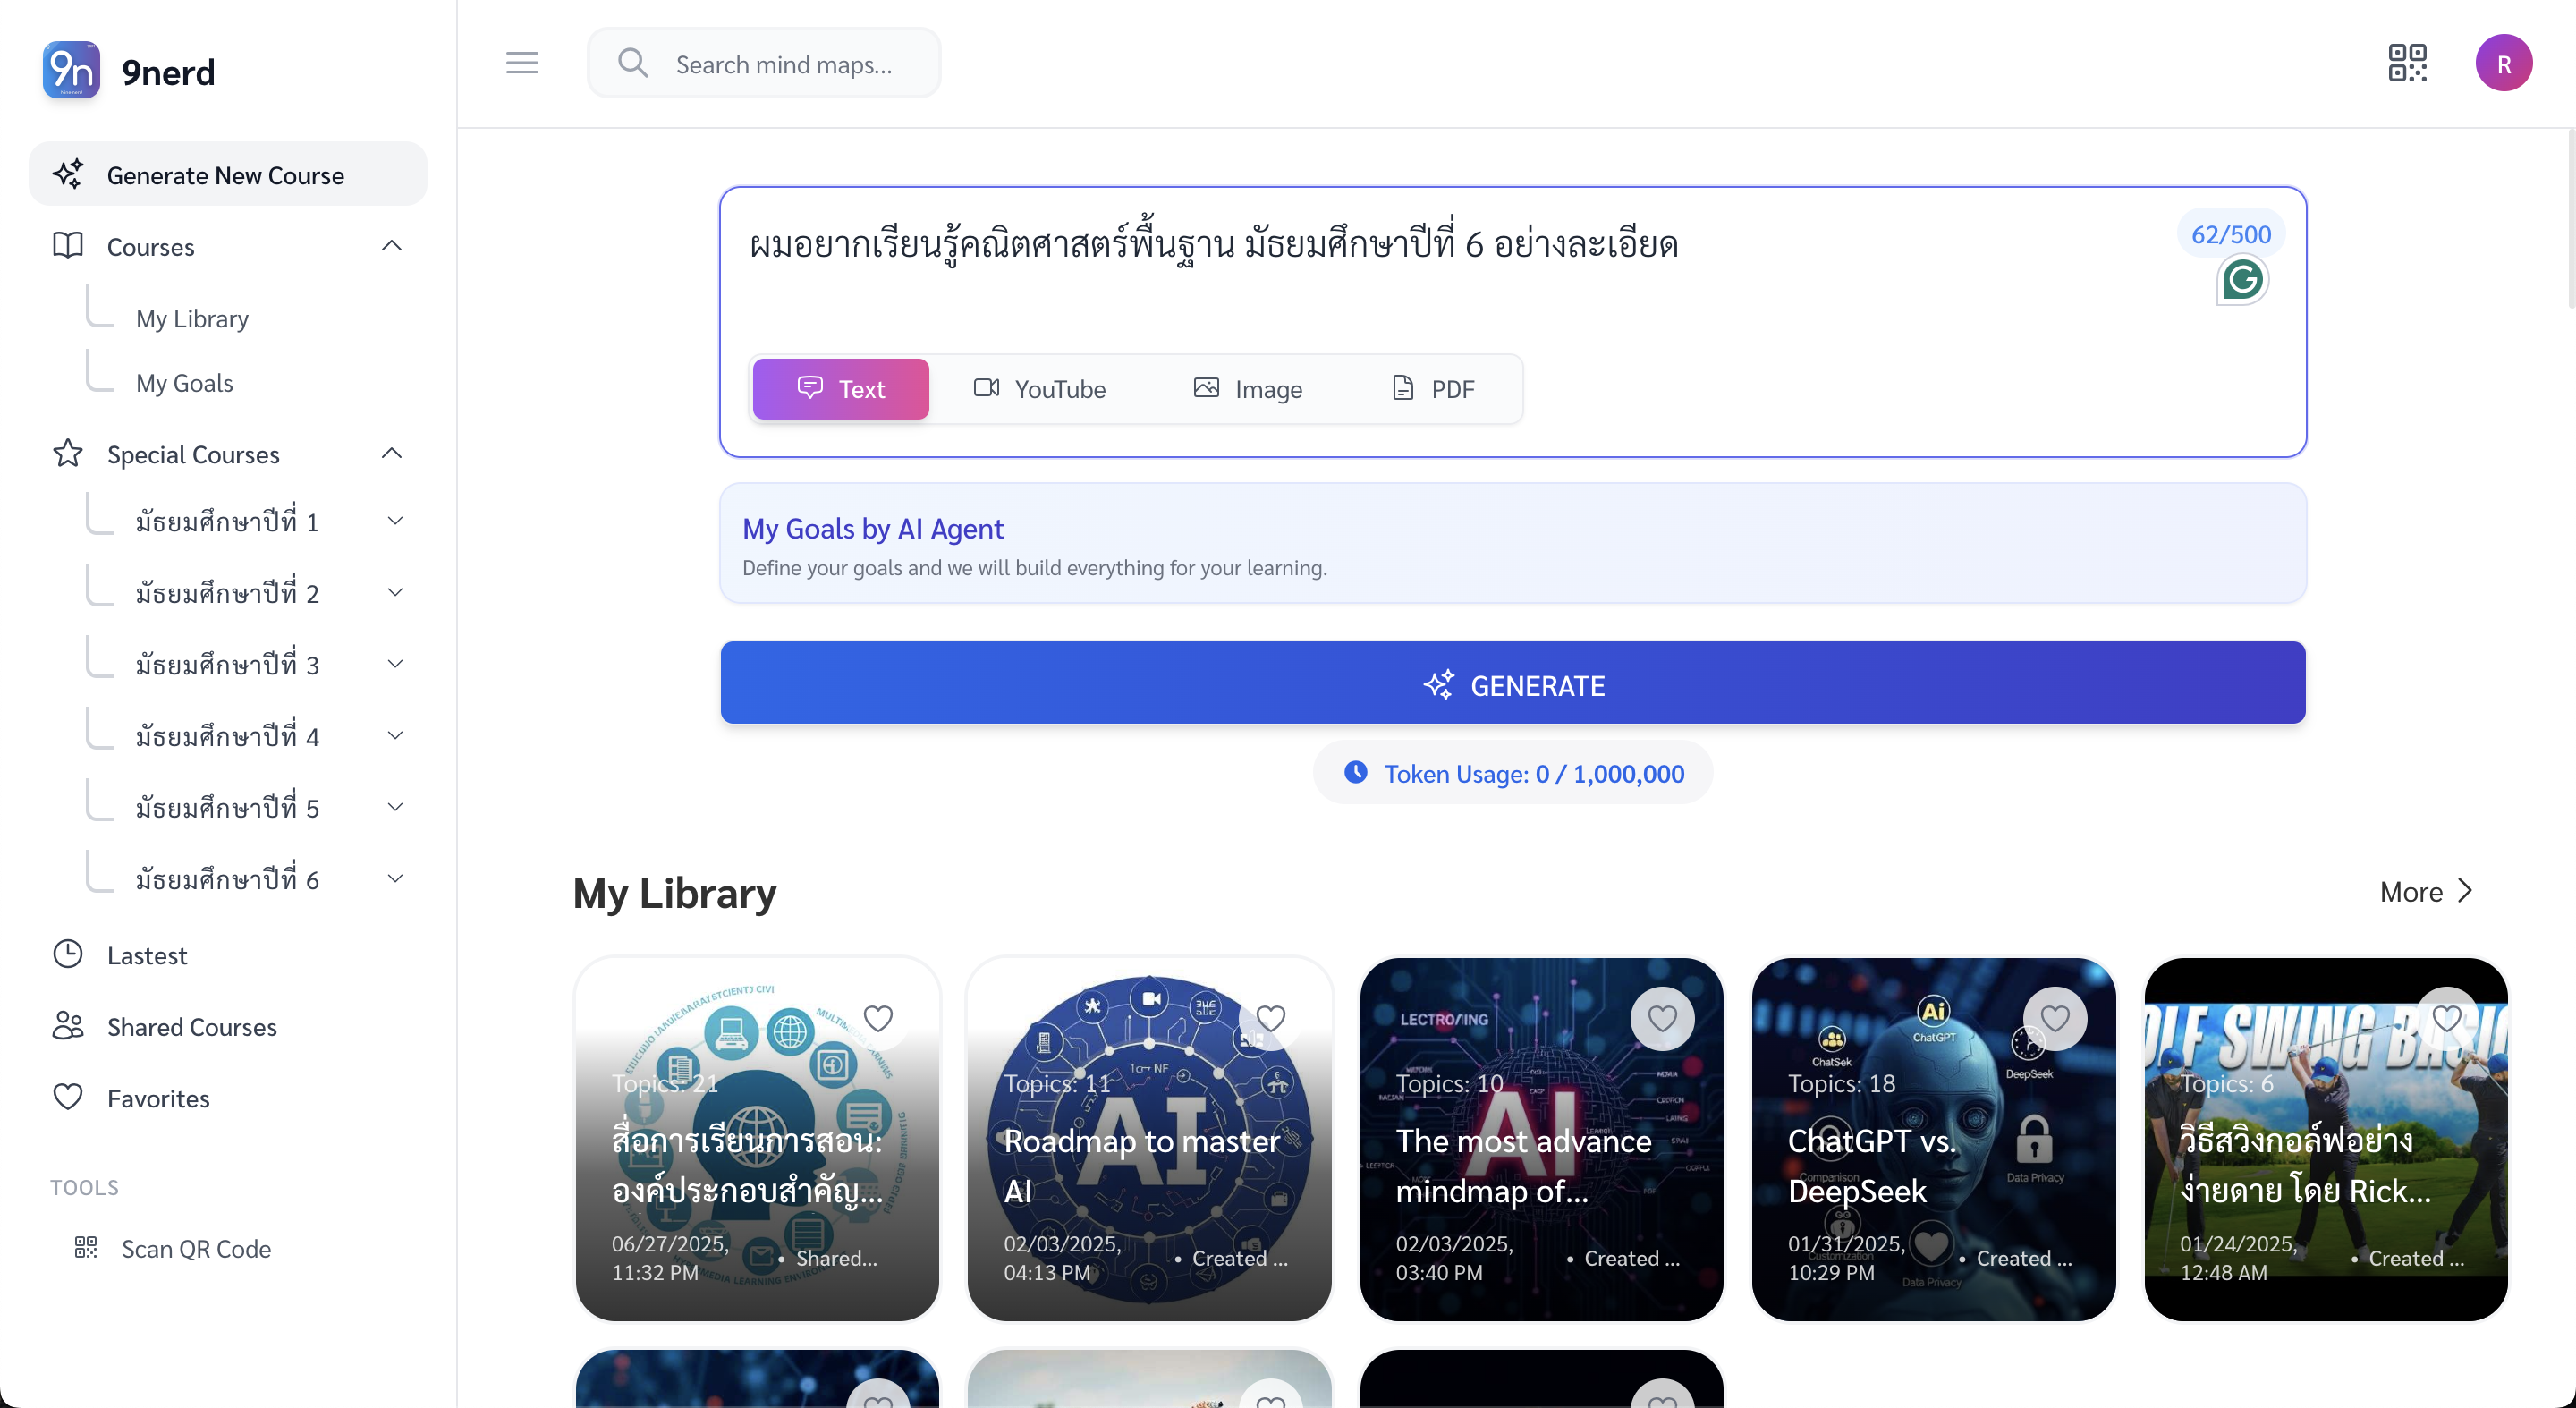 9n
9nerd
Generate New Course
Courses
My Library
My Goals
Special Courses
มัธยมศึกษาปีที่ 1
มัธยมศึกษาปีที่ 2
มัธยมศึกษาปีที่ 3
มัธยมศึกษาปีที่ 4
มัธยมศึกษาปีที่ 5
มัธยมศึกษาปีที่ 6
Lastest
Shared Courses
Favorites
TOOLS
Scan QR Code
Search mind maps...
R
ผมอยากเรียนรู้คณิตศาสตร์พื้นฐาน มัธยมศึกษาปีที่ 6 อย่างละเอียด
62/500
Text
YouTube
Image
PDF
My Goals by AI Agent
Define your goals and we will build everything for your learning.
GENERATE
Token Usage: 0 / 1,000,000
My Library
More
Topics: 21
สื่อการเรียนการสอน:
องค์ประกอบสำคัญ...
06/27/2025,
11:32 PM
• Shared...
AI
Topics: 11
Roadmap to master
AI
02/03/2025,
04:13 PM
• Created ...
AI
Topics: 10
The most advance
mindmap of...
02/03/2025,
03:40 PM
• Created ...
Ai
ChatGPT
ChatSek
DeepSeek
Topics: 18
ChatGPT vs.
DeepSeek
Comparison
Data Privacy
01/31/2025,
10:29 PM
• Created ...
Customization
Data Privacy
SWING
Topics: 6
วิธีสวิงกอล์ฟอย่าง
ง่ายดาย โดย Rick...
01/24/2025,
12:48 AM
• Created ...